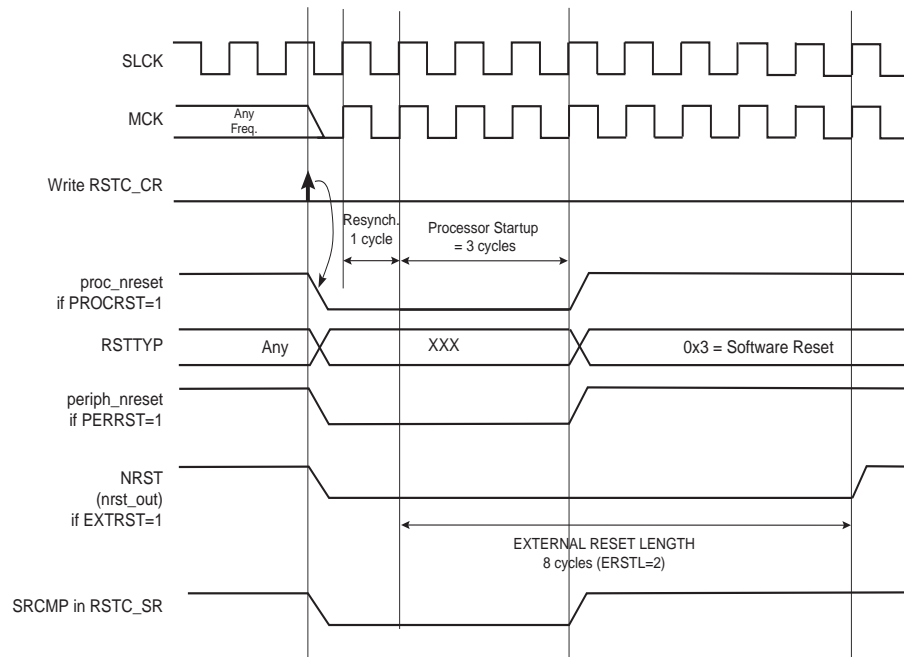 SLCK
MCK
Any
Freq.
Write RSTC_CR
Resynch.
1 cycle
Processor Startup
= 3 cycles
proc_nreset
if PROCRST=1
RSTTYP
Any
XXX
0x3 = Software Reset
periph_nreset
if PERRST=1
NRST
(nrst_out)
if EXTRST=1
EXTERNAL RESET LENGTH
8 cycles (ERSTL=2)
SRCMP in RSTC_SR